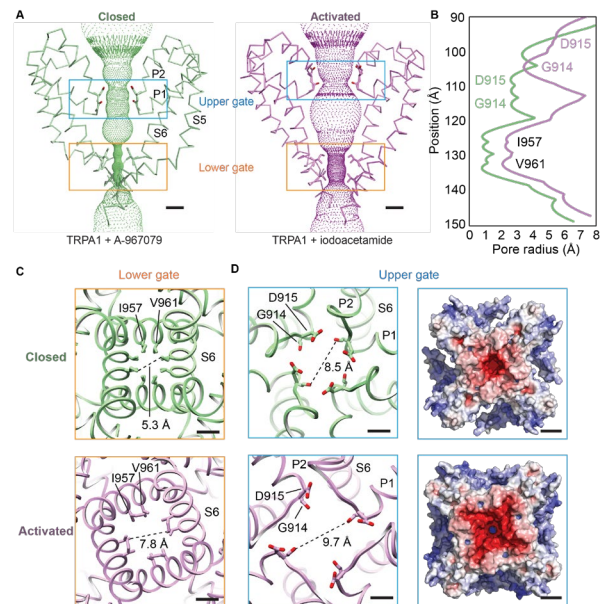 A
Closed
Activated
P2
P1
S6
S5
Upper gate
Lower gate
TRPA1 + A-967079
TRPA1 + iodoacetamide
B
90
100
110
120
130
140
150
Position (Å)
D915
G914
D915
G914
I957
V961
0 1 2 3 4 5 6 7 8
Pore radius (Å)
C
Lower gate
Closed
I957
V961
S6
5.3 Å
Activated
I957
V961
S6
7.8 Å
D
Upper gate
D915
G914
P2
S6
P1
8.5 Å
P2
S6
P1
D915
G914
9.7 Å